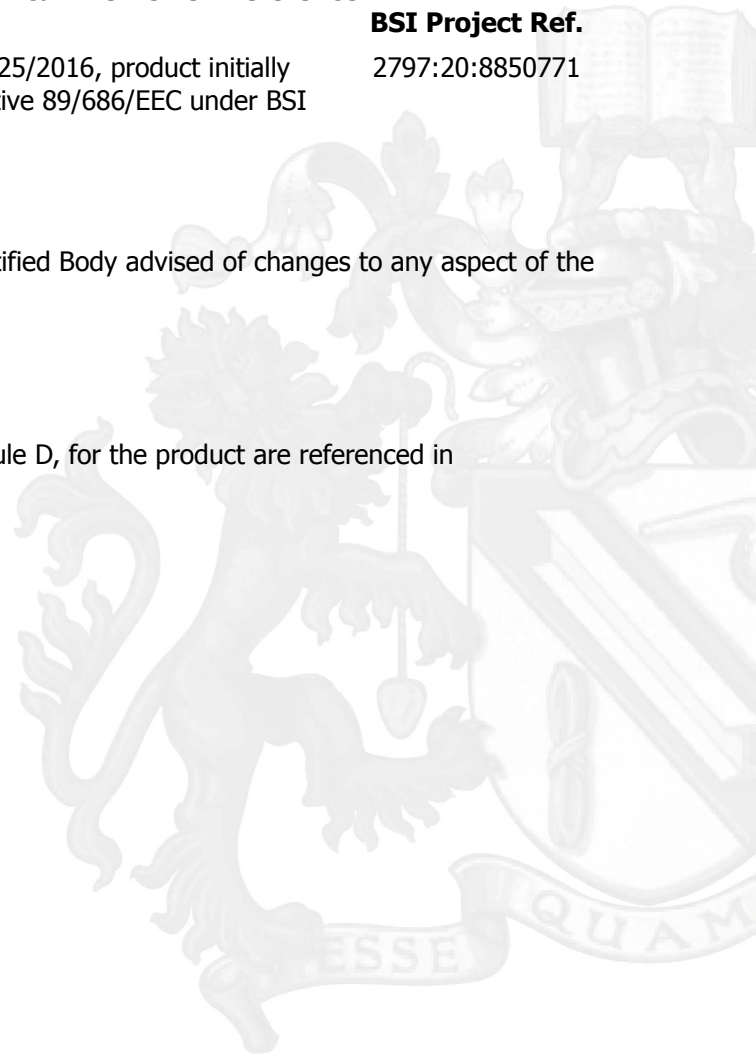 BSI Project Ref.
25/2016, product initially 2797:20:8850771
tive 89/686/EEC under BSI
tified Body advised of changes to any aspect of the
ule D, for the product are referenced in
ESSE QUAM